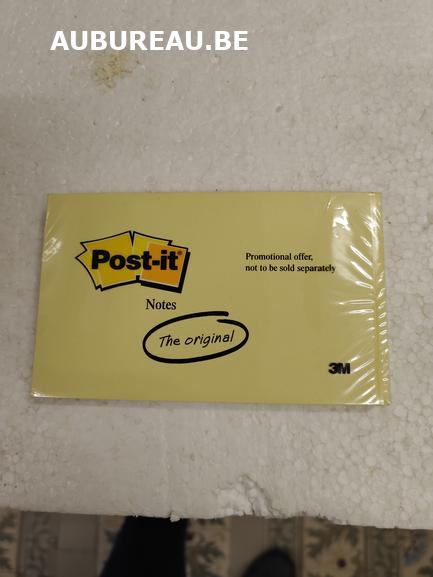 AUBUREAU.BE
Post-it®
Notes
The original
Promotional offer,
not to be sold separately
3M